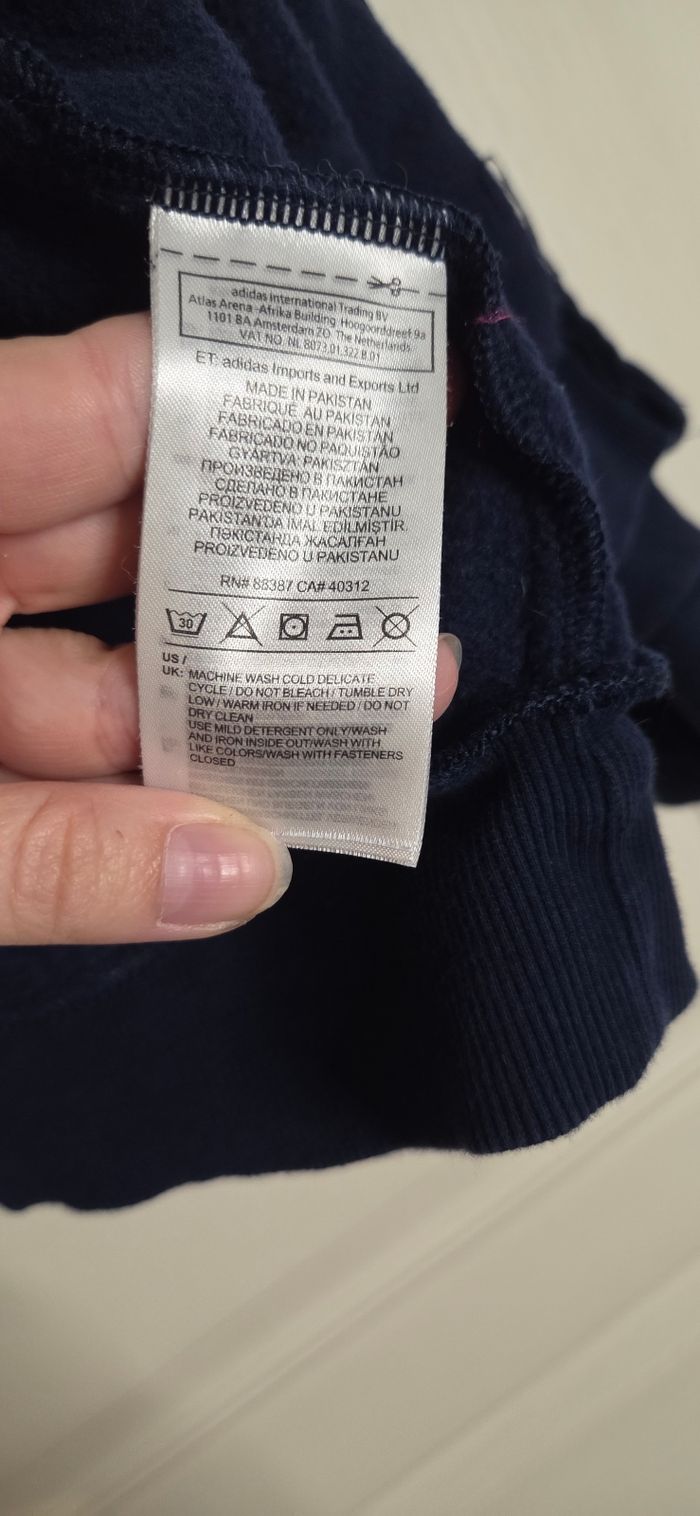 adidas International Trading BV
Atlas Arena -Afrika Building Hoogoorddreef 9a
1101 BA Amsterdam ZO The Netherlands
VAT NO. NL 8073.01.322.B.01
ET: adidas Imports and Exports Ltd
MADE IN PAKISTAN
FABRIQUÉ AU PAKISTAN
FABRICADO EN PAKISTÁN
FABRICADO NO PAQUISTÃO
GYÁRTVA: PAKISZTÁN
ПРОИЗВЕДЕНО В ПАКИСТАН
СДЕЛАНО В ПАКИСТАНЕ
PROIZVEDENO U PAKISTANU
PAKISTAN'DA İMAL EDİLMİŞTİR.
ПӘКІСТАНДА ЖАСАЛҒАН
PROIZVEDENO U PAKISTANU
RN# 88387 CA# 40312
30
US /
UK: MACHINE WASH COLD DELICATE
CYCLE / DO NOT BLEACH / TUMBLE DRY
LOW / WARM IRON IF NEEDED / DO NOT
DRY CLEAN
USE MILD DETERGENT ONLY/WASH
AND IRON INSIDE OUT/WASH WITH
LIKE COLORS/WASH WITH FASTENERS
CLOSED